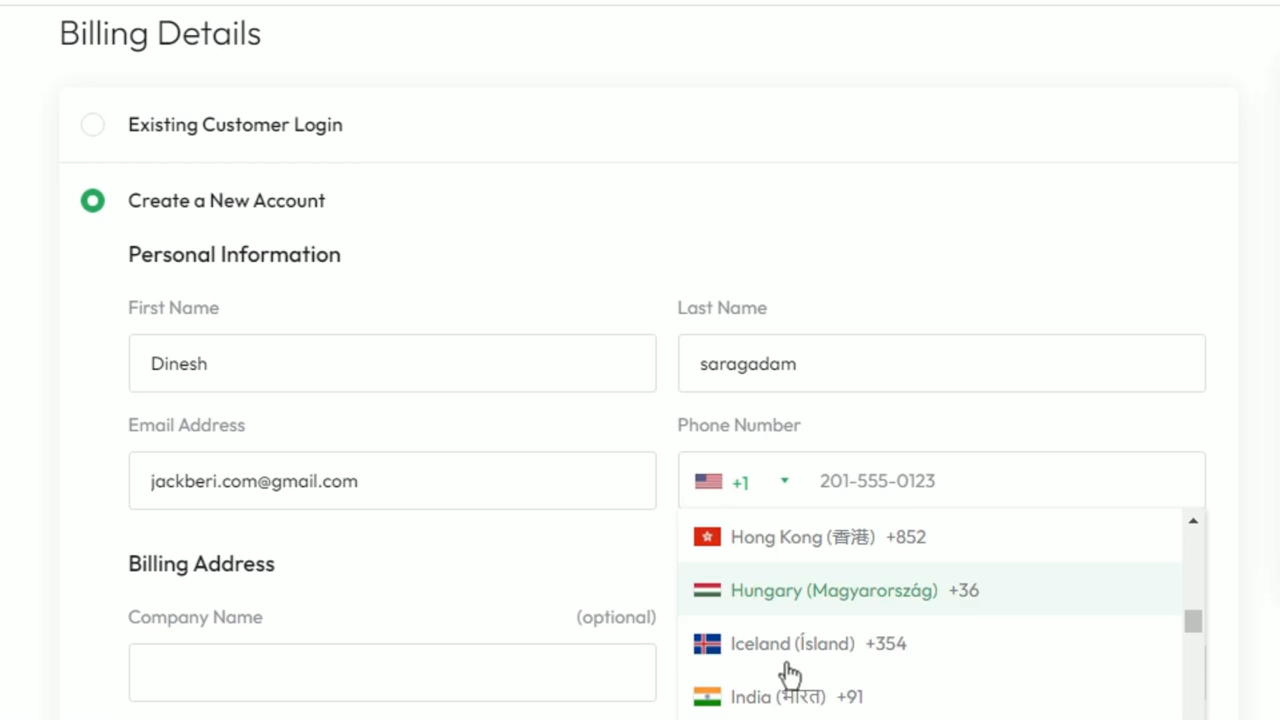 Billing Details
Existing Customer Login
Create a New Account
Personal Information
First Name
Last Name
Dinesh
saragadam
Email Address
Phone Number
jackberi.com@gmail.com
+1 201-555-0123
Hong Kong (香港) +852
Billing Address
Hungary (Magyarország) +36
Company Name (optional)
Iceland (Ísland) +354
India (भारत) +91